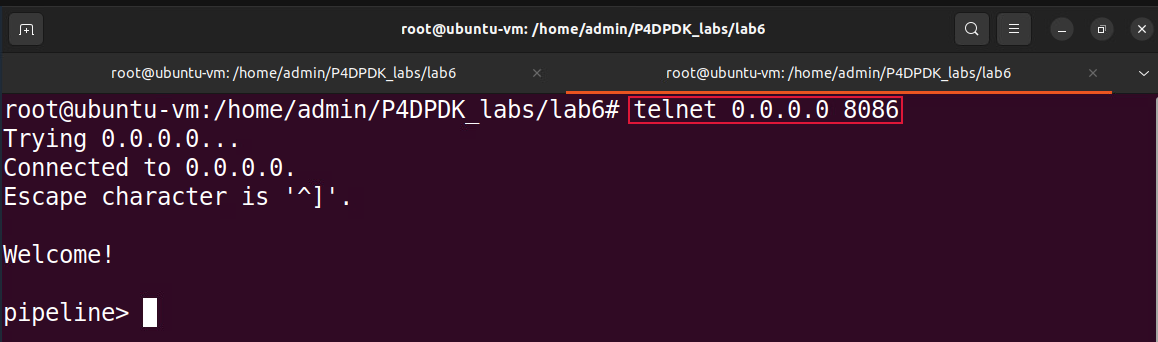 root@ubuntu-vm: /home/admin/P4DPDK_labs/lab6
root@ubuntu-vm: /home/admin/P4DPDK_labs/lab6
root@ubuntu-vm: /home/admin/P4DPDK_labs/lab6
root@ubuntu-vm:/home/admin/P4DPDK_labs/lab6# telnet 0.0.0.0 8086
Trying 0.0.0.0...
Connected to 0.0.0.0.
Escape character is '^]'.
Welcome!
pipeline>